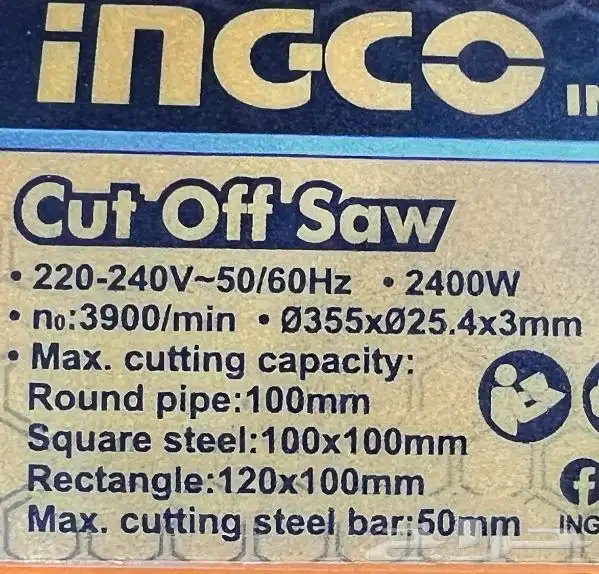 INGCO
Cut Off Saw
• 220-240V~50/60Hz • 2400W
• n₀:3900/min • Ø355xØ25.4x3mm
• Max. cutting capacity:
Round pipe:100mm
Square steel:100x100mm
Rectangle:120x100mm
Max. cutting steel bar:50mm